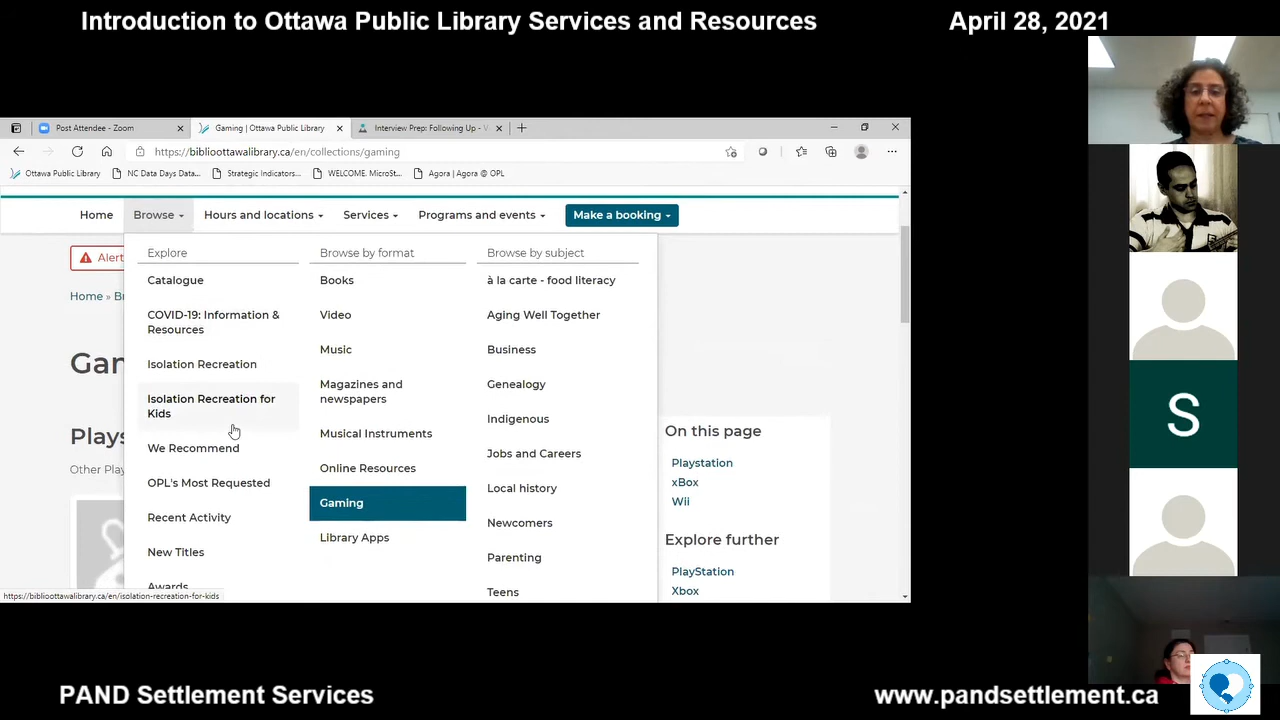 Introduction to Ottawa Public Library Services and Resources April 28, 2021
Post Attendee - Zoom
Gaming | Ottawa Public Library
Interview Prep: Following Up - V
https://biblioottawalibrary.ca/en/collections/gaming
Ottawa Public Library
NC Data Days Data...
Strategic Indicators...
WELCOME. MicroSt...
Agora | Agora @ OPL
Home
Browse
Hours and locations
Services
Programs and events
Make a booking
Alert
Home » B
Gam
Plays
Other Play
Explore
Catalogue
COVID-19: Information &
Resources
Isolation Recreation
Isolation Recreation for
Kids
We Recommend
OPL's Most Requested
Recent Activity
New Titles
Awards
Browse by format
Books
Video
Music
Magazines and
newspapers
Musical Instruments
Online Resources
Gaming
Library Apps
Browse by subject
à la carte - food literacy
Aging Well Together
Business
Genealogy
Indigenous
Jobs and Careers
Local history
Newcomers
Parenting
Teens
On this page
Playstation
xBox
Wii
Explore further
PlayStation
Xbox
https://biblioottawalibrary.ca/en/isolation-recreation-for-kids
S
PAND Settlement Services
www.pandsettlement.ca